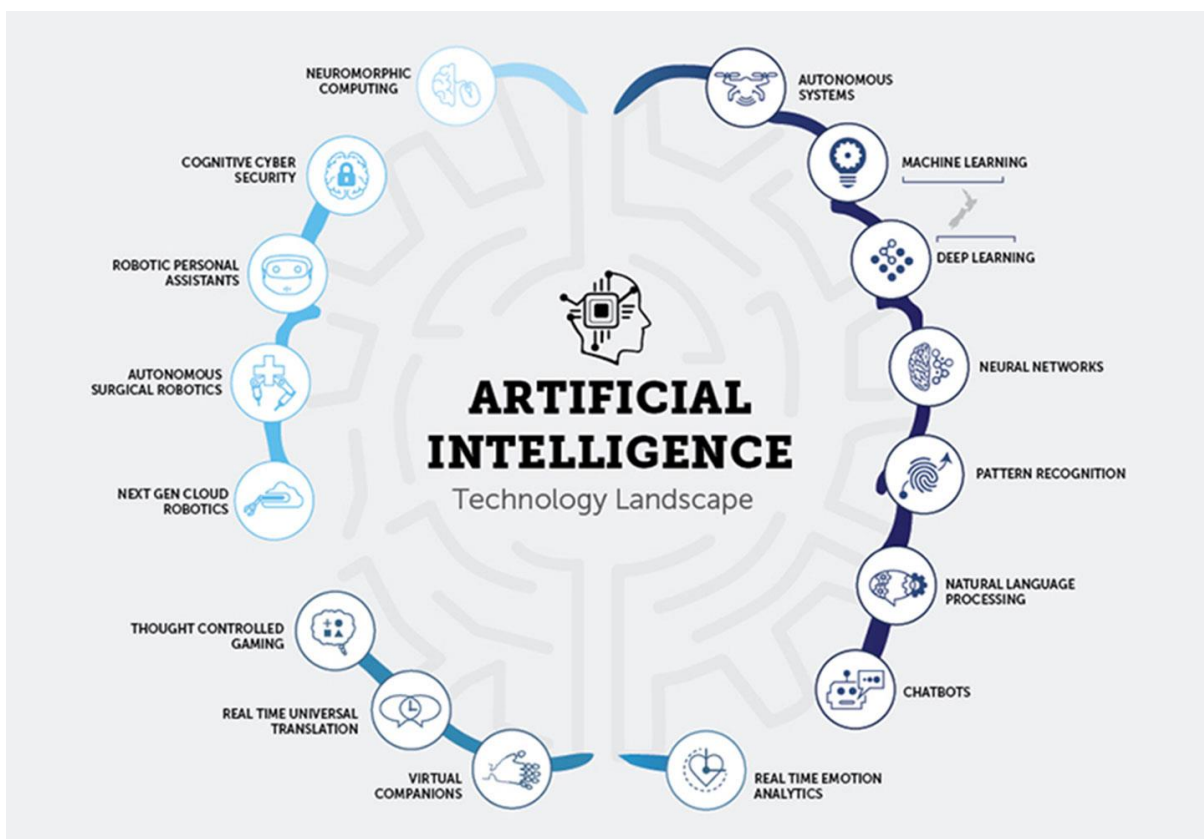 NEUROMORPHIC
COMPUTING
COGNITIVE CYBER
SECURITY
ROBOTIC PERSONAL
ASSISTANTS
AUTONOMOUS
SURGICAL ROBOTICS
NEXT GEN CLOUD
ROBOTICS
THOUGHT CONTROLLED
GAMING
REAL TIME UNIVERSAL
TRANSLATION
VIRTUAL
COMPANIONS
ARTIFICIAL
INTELLIGENCE
Technology Landscape
AUTONOMOUS
SYSTEMS
MACHINE LEARNING
DEEP LEARNING
NEURAL NETWORKS
PATTERN RECOGNITION
NATURAL LANGUAGE
PROCESSING
CHATBOTS
REAL TIME EMOTION
ANALYTICS